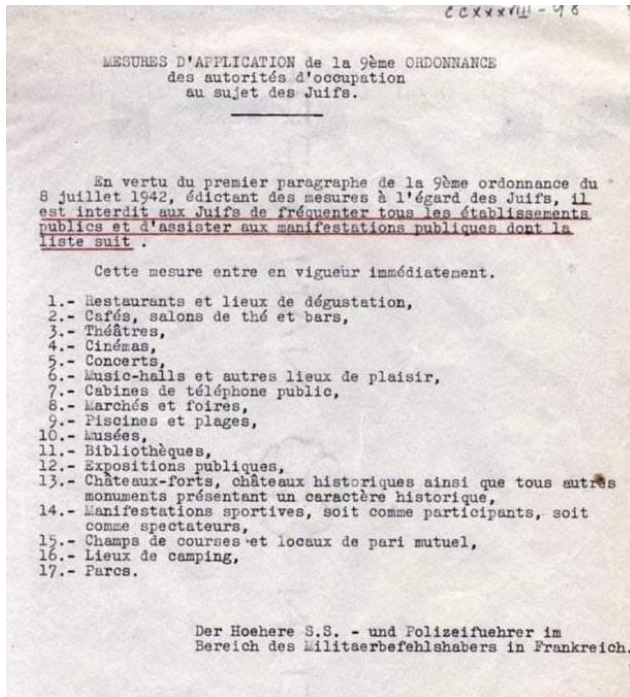 CCXXXVIII - 98
MESURES D'APPLICATION de la 9ème ORDONNANCE
des autorités d'occupation
au sujet des Juifs.
En vertu du premier paragraphe de la 9ème ordonnance du
8 juillet 1942, édictant des mesures à l'égard des Juifs, il
est interdit aux Juifs de fréquenter tous les établissements
publics et d'assister aux manifestations publiques dont la
liste suit .
Cette mesure entre en vigueur immédiatement.
1.- Restaurants et lieux de dégustation,
2.- Cafés, salons de thé et bars,
3.- Théâtres,
4.- Cinémas,
5.- Concerts,
6.- Music-halls et autres lieux de plaisir,
7.- Cabines de téléphone public,
8.- Marchés et foires,
9.- Piscines et plages,
10.- Musées,
11.- Bibliothèques,
12.- Expositions publiques,
13.- Châteaux-forts, châteaux historiques ainsi que tous autres
monuments présentant un caractère historique,
14.- Manifestations sportives, soit comme participants, soit
comme spectateurs,
15.- Champs de courses et locaux de pari mutuel,
16.- Lieux de camping,
17.- Parcs.
Der Hoehere S.S. - und Polizeifuehrer im
Bereich des Militaerbefehlshabers in Frankreich.